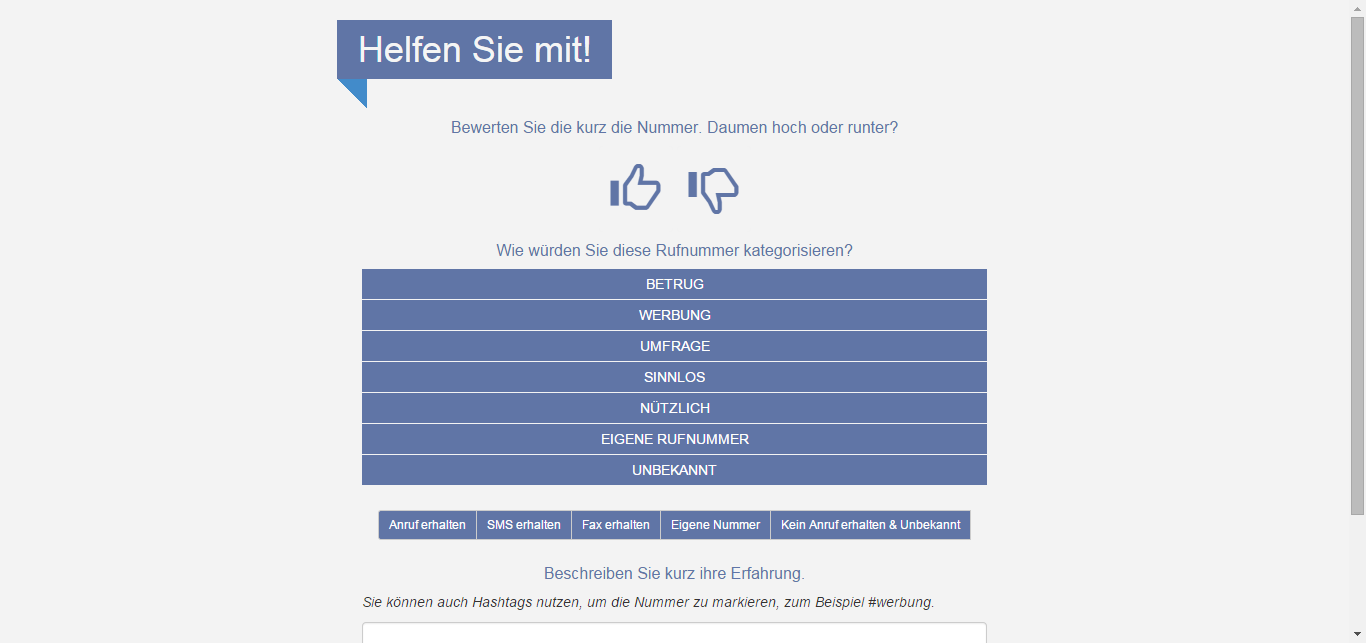 Helfen Sie mit!
Bewerten Sie die kurz die Nummer. Daumen hoch oder runter?
Wie würden Sie diese Rufnummer kategorisieren?
BETRUG
WERBUNG
UMFRAGE
SINNLOS
NÜTZLICH
EIGENE RUFNUMMER
UNBEKANNT
Anruf erhalten SMS erhalten Fax erhalten Eigene Nummer Kein Anruf erhalten & Unbekannt
Beschreiben Sie kurz ihre Erfahrung.
Sie können auch Hashtags nutzen, um die Nummer zu markieren, zum Beispiel #werbung.